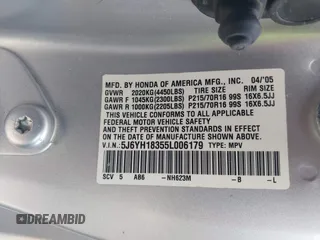 MFD. BY HONDA OF AMERICA MFG., INC. 04/'05
GVWR 2020KG(4450LBS) TIRE SIZE RIM SIZE
GAWR F 1045KG(2300LBS) P215/70R16 99S 16X6.5JJ
GAWR R 1000KG(2205LBS) P215/70R16 99S 16X6.5JJ
THIS VEHICLE CONFORMS TO ALL APPLICABLE
FEDERAL MOTOR VEHICLE SAFETY AND THEFT
PREVENTION STANDARDS IN EFFECT ON THE
DATE OF MANUFACTURE SHOWN ABOVE.
V.I.N.: 5J6YH18355L006179 TYPE: MPV
SCV 5 AB6 -NH623M -B -L
AUTOBIDMASTER